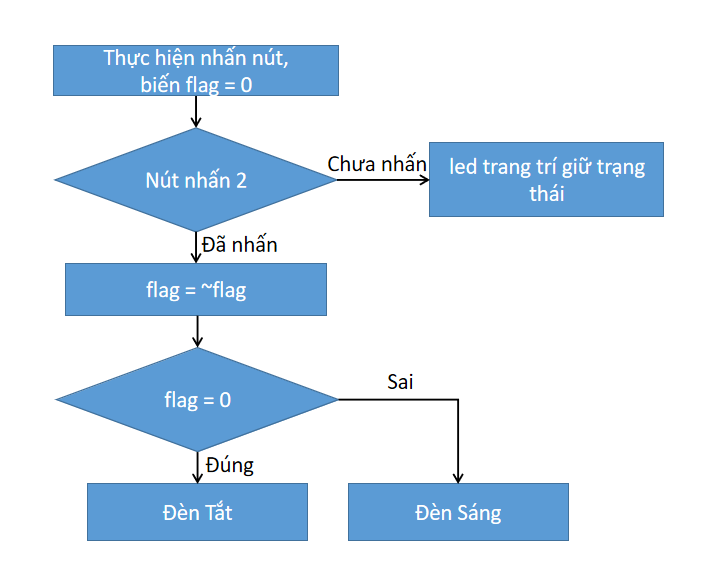 Thực hiện nhấn nút,
biến flag = 0
Nút nhấn 2
Chưa nhấn
led trang trí giữ trạng
thái
Đã nhấn
flag = ~flag
flag = 0
Sai
Đúng
Đèn Tắt
Đèn Sáng